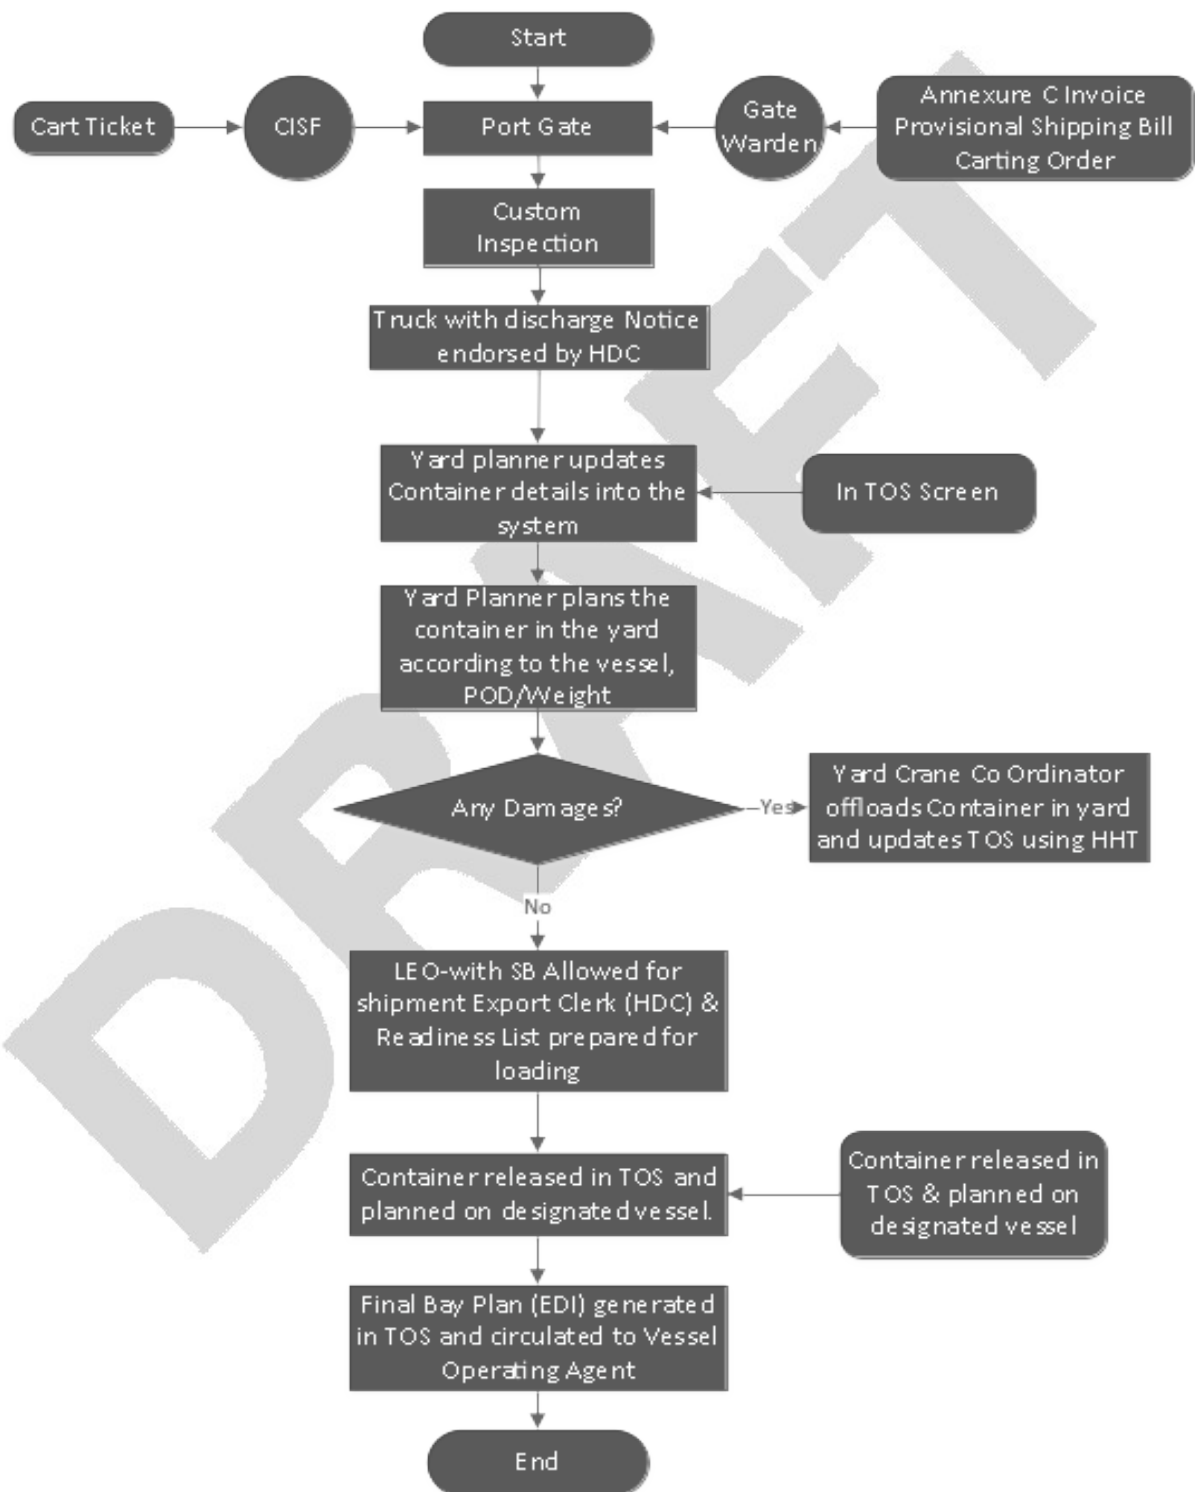 Start
Cart Ticket
CISF
Port Gate
Gate
Warden
Annexure C Invoice
Provisional Shipping Bill
Carting Order
Custom
Inspection
Truck with discharge Notice
endorsed by HDC
Yard planner updates
Container details into the
system
In TOS Screen
Yard Planner plans the
container in the yard
according to the vessel,
POD/Weight
Any Damages?
Yes
Yard Crane Co Ordinator
offloads Container in yard
and updates TOS using HHT
No
LEO-with SB Allowed for
shipment Export Clerk (HDC) &
Readiness List prepared for
loading
Container released in TOS and
planned on designated vessel.
Container released in
TOS & planned on
designated vessel
Final Bay Plan (EDI) generated
in TOS and circulated to Vessel
Operating Agent
End
DRAFT